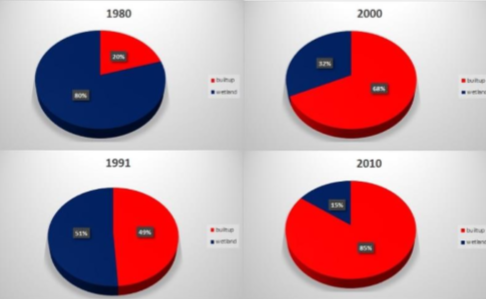 1980
20%
80%
builtup
wetland
2000
32%
68%
builtup
wetland
1991
51%
49%
builtup
wetland
2010
15%
85%
builtup
wetland